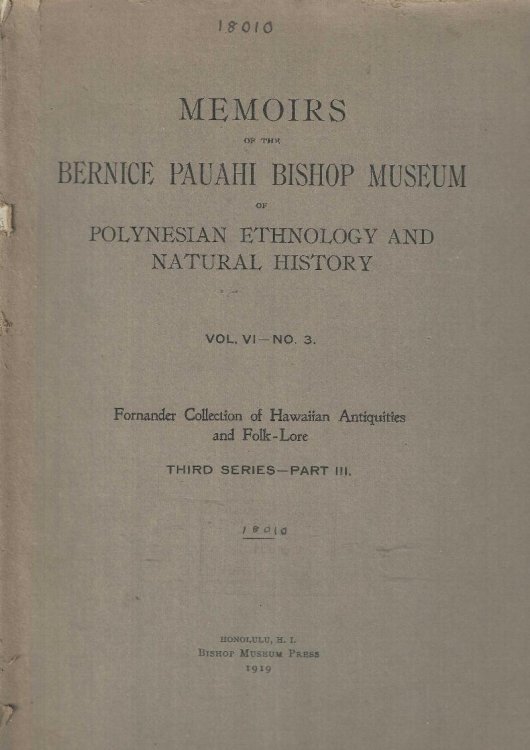 18010
MEMOIRS
OF THE
BERNICE PAUAHI BISHOP MUSEUM
OF
POLYNESIAN ETHNOLOGY AND
NATURAL HISTORY
VOL. VI—NO. 3.
Fornander Collection of Hawaiian Antiquities
and Folk-Lore
THIRD SERIES—PART III.
18010
HONOLULU, H. I.
BISHOP MUSEUM PRESS
1919